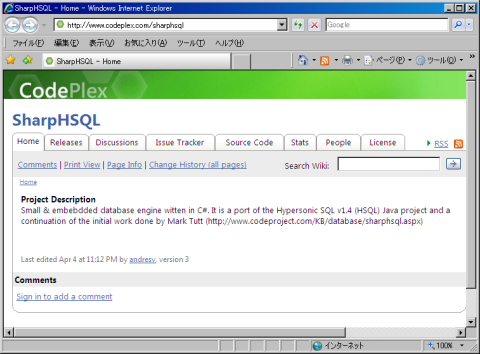 SharpHSQL - Home - Windows Internet Explorer
http://www.codeplex.com/sharphsql
Google
ファイル(F) 編集(E) 表示(V) お気に入り(A) ツール(T) ヘルプ(H)
SharpHSQL - Home
ページ(P) ツール(O)
CodePlex
SharpHSQL
Home Releases Discussions Issue Tracker Source Code Stats People License RSS
Comments | Print View | Page Info | Change History (all pages) Search Wiki:
Home
Project Description
Small & embebdded database engine witten in C#. It is a port of the Hypersonic SQL v1.4 (HSQL) Java project and a
continuation of the initial work done by Mark Tutt (http://www.codeproject.com/KB/database/sharphsql.aspx)
Last edited Apr 4 at 11:12 PM by andresv, version 3
Comments
Sign in to add a comment
インターネット 100%